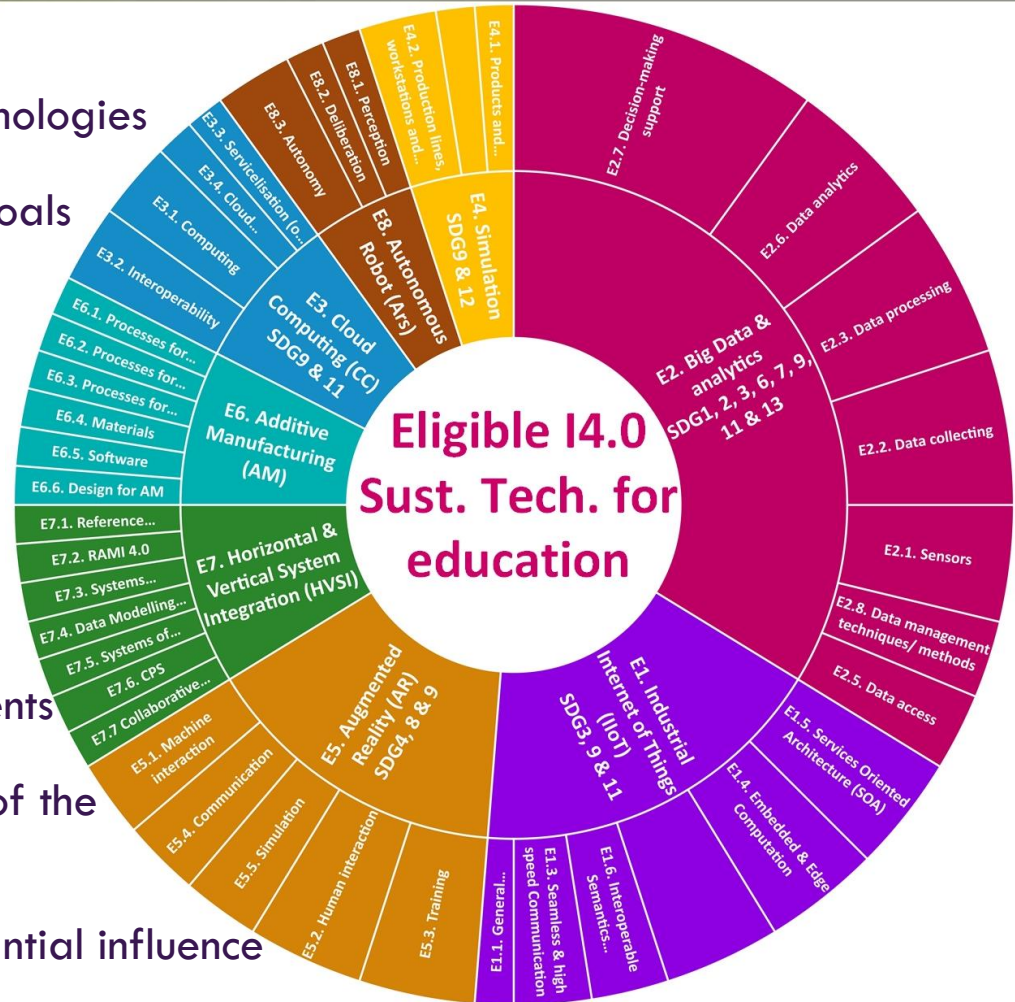 nologies
oals
ents
of the
ntial influence
Eligible I4.0
Sust. Tech. for
education
E2. Big Data &
analytics
SDG1, 2, 3, 6, 7, 9,
11 & 13
E2.7. Decision-making
support
E2.6. Data analytics
E2.3. Data processing
E2.2. Data collecting
E2.1. Sensors
E2.8. Data management
techniques/ methods
E2.5. Data access
E1. Industrial
Internet of Things
(IIoT)
SDG3, 9 & 11
E1.5. Services Oriented
Architecture (SOA)
E1.4. Embedded & Edge
Computation
E1.6. Interoperable
Semantics...
E1.3. Seamless & high
speed Communication
E1.1. General...
E5. Augmented
Reality (AR)
SDG4, 8 & 9
E5.3. Training
E5.2. Human interaction
E5.5. Simulation
E5.4. Communication
E5.1. Machine
interaction
E7. Horizontal &
Vertical System
Integration (HVSI)
E7.7 Collaborative...
E7.6. CPS
E7.5. Systems of...
E7.4. Data Modelling...
E7.3. Systems...
E7.2. RAMI 4.0
E7.1. Reference...
E6. Additive
Manufacturing
(AM)
E6.6. Design for AM
E6.5. Software
E6.4. Materials
E6.3. Processes for...
E6.2. Processes for...
E6.1. Processes for...
E3. Cloud
Computing (CC)
SDG9 & 11
E3.2. Interoperability
E3.1. Computing
E3.4. Cloud...
E3.3. Servicelisation (o...
E8. Autonomous
Robot (Ars)
E8.3. Autonomy
E8.2. Deliberation
E8.1. Perception
E4. Simulation
SDG9 & 12
E4.2. Production lines,
workstations and...
E4.1. Products and...